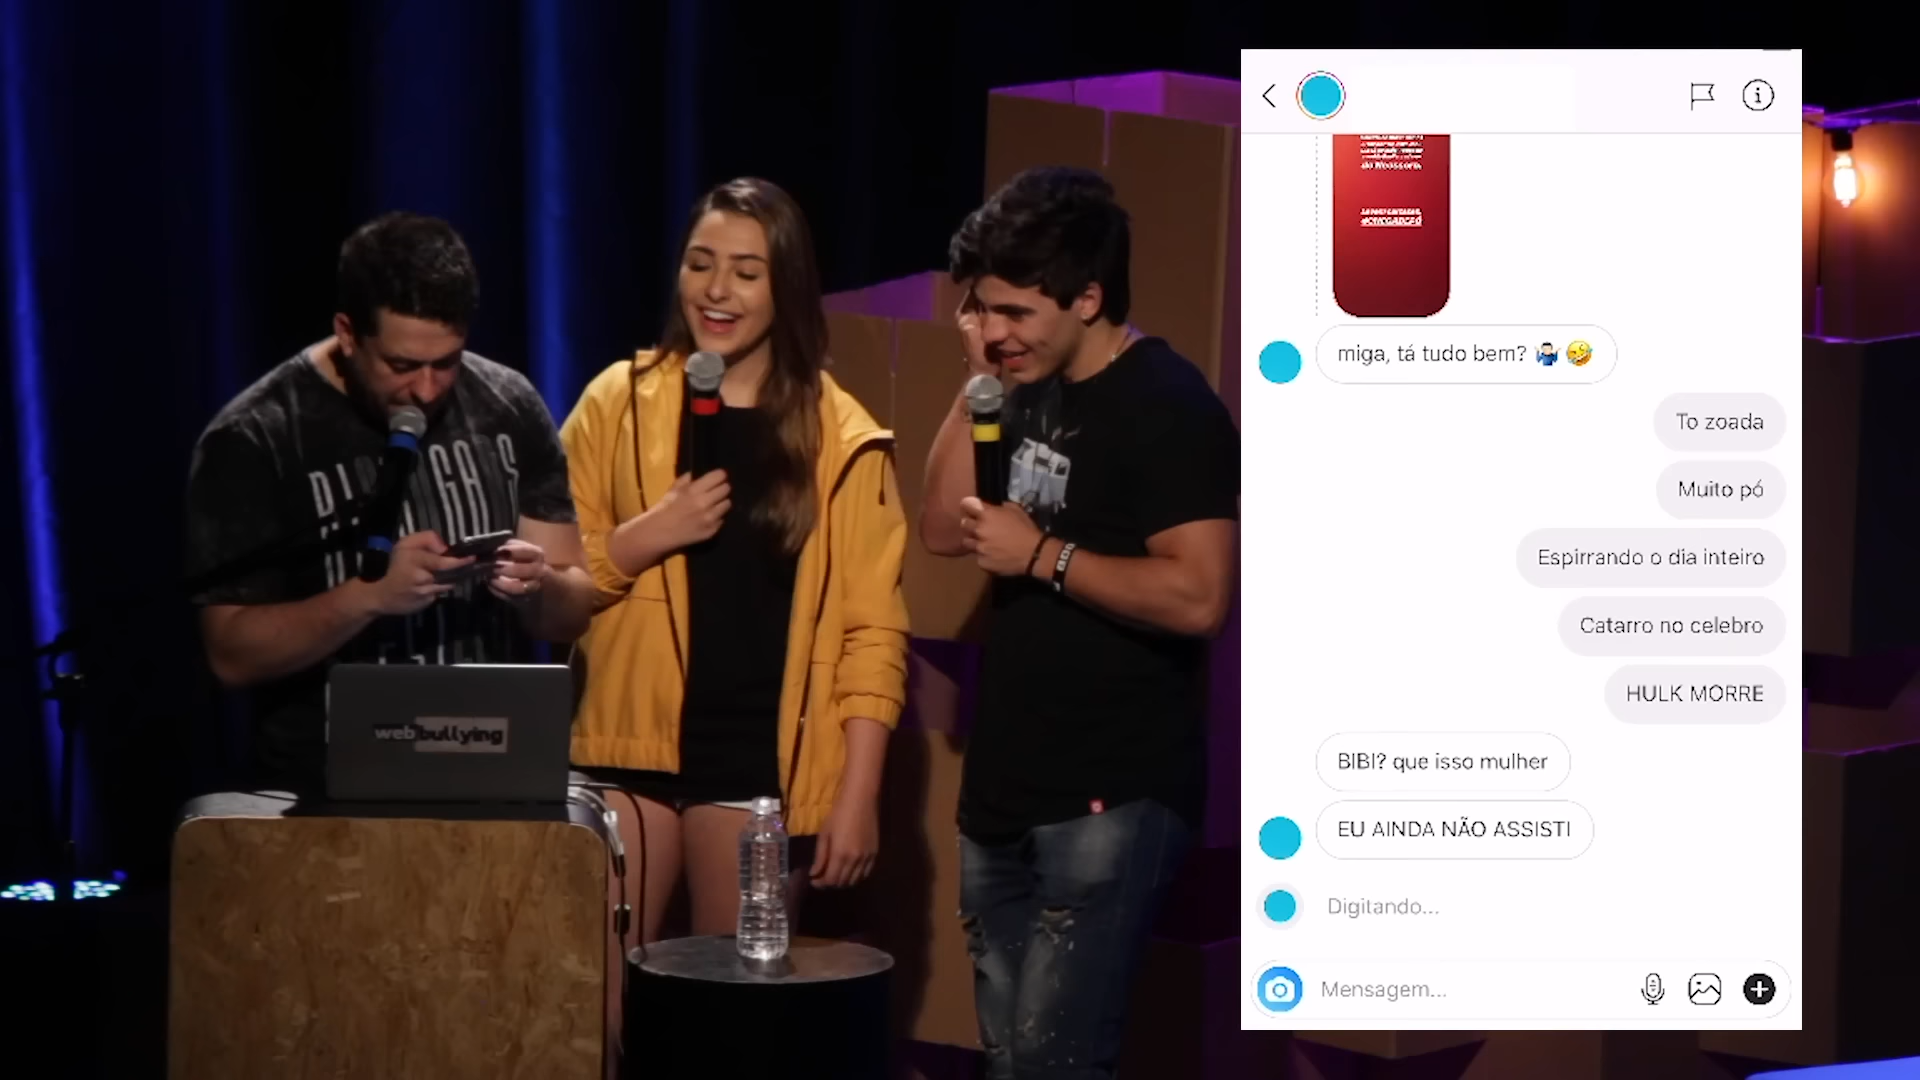 miga, tá tudo bem? 🤷🏻‍♂️ 🤣
To zoada
Muito pó
Espirrando o dia inteiro
Catarro no celebro
HULK MORRE
BIBI? que isso mulher
EU AINDA NÃO ASSISTI
Digitando...
Mensagem...
webbullying